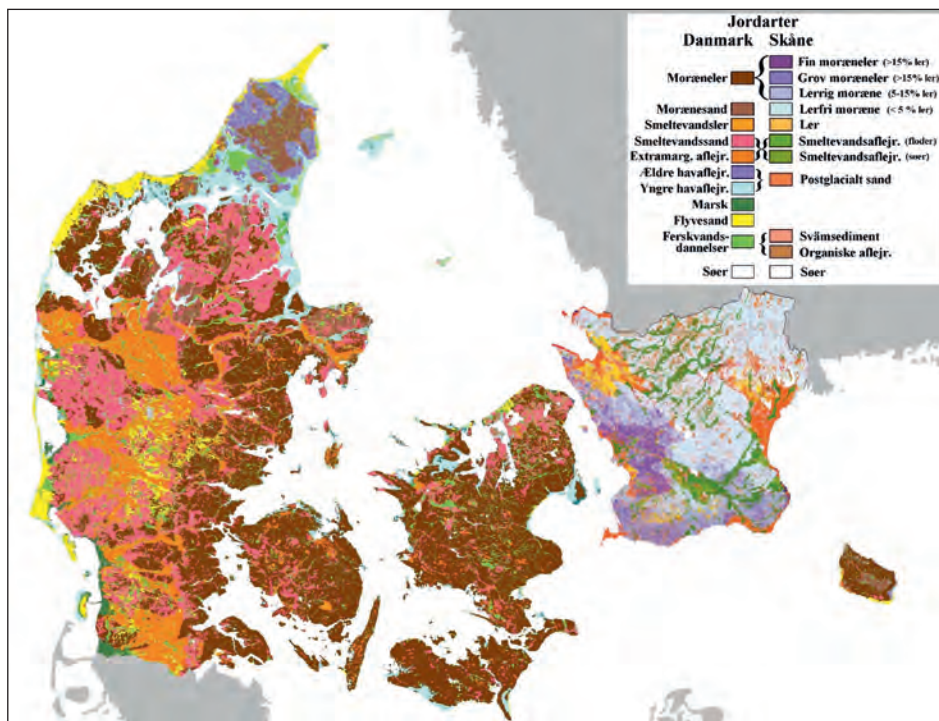 Jordarter
Danmark Skåne
Fin moræneler (>15% ler)
Moræneler Grov moræneler (>15% ler)
Lerrig moræne (5-15% ler)
Morænesand Lerfri moræne (< 5 % ler)
Smeltevandsler Ler
Smeltevandssand Smeltevandsaflejr. (floder)
Extramarg. aflejr. Smeltevandsaflejr. (søer)
Ældre havaflejr. Postglacialt sand
Yngre havaflejr.
Marsk
Flyvesand
Ferskvands- Svämsediment
dannelser Organiske aflejr.
Søer Søer